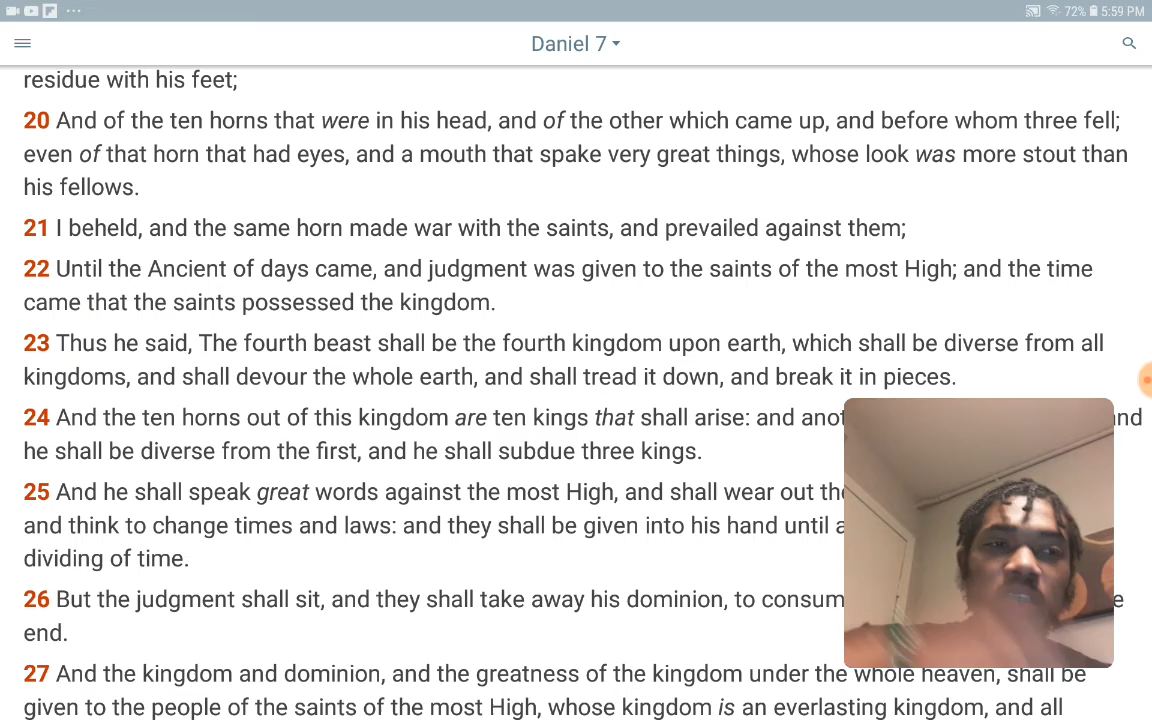 72% 5:59 PM
Daniel 7
residue with his feet;
20 And of the ten horns that were in his head, and of the other which came up, and before whom three fell;
even of that horn that had eyes, and a mouth that spake very great things, whose look was more stout than
his fellows.
21 I beheld, and the same horn made war with the saints, and prevailed against them;
22 Until the Ancient of days came, and judgment was given to the saints of the most High; and the time
came that the saints possessed the kingdom.
23 Thus he said, The fourth beast shall be the fourth kingdom upon earth, which shall be diverse from all
kingdoms, and shall devour the whole earth, and shall tread it down, and break it in pieces.
24 And the ten horns out of this kingdom are ten kings that shall arise: and
he shall be diverse from the first, and he shall subdue three kings.
25 And he shall speak great words against the most High, and shall wear out
and think to change times and laws: and they shall be given into his hand until
dividing of time.
26 But the judgment shall sit, and they shall take away his dominion, to
end.
27 And the kingdom and dominion, and the greatness of the kingdom under the whole heaven, shall be
given to the people of the saints of the most High, whose kingdom is an everlasting kingdom, and all